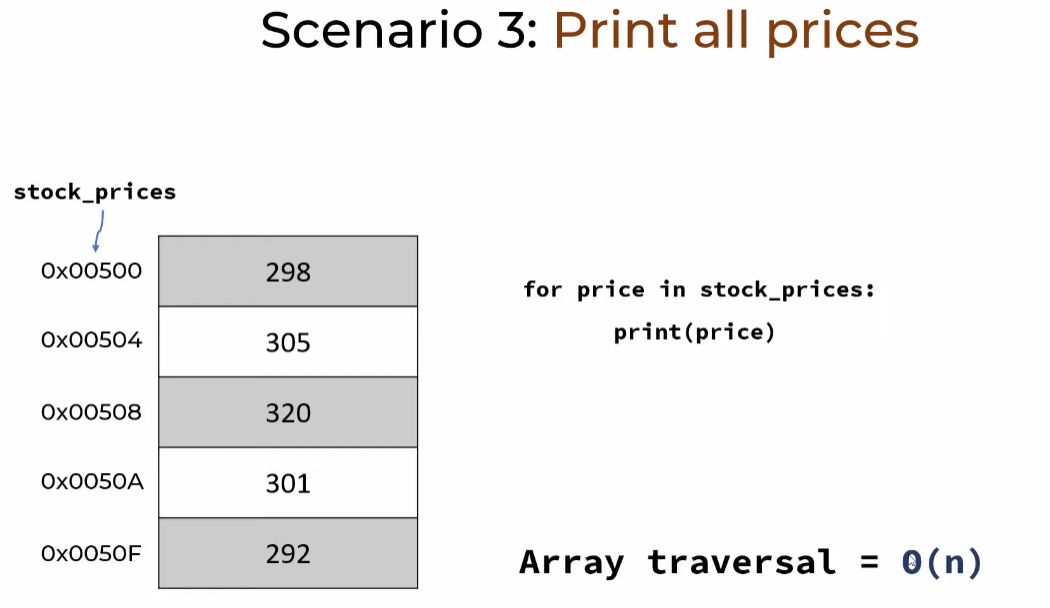 Scenario 3: Print all prices
stock_prices
0x00500 298
0x00504 305
0x00508 320
0x0050A 301
0x0050F 292
for price in stock_prices:
print(price)
Array traversal = O(n)